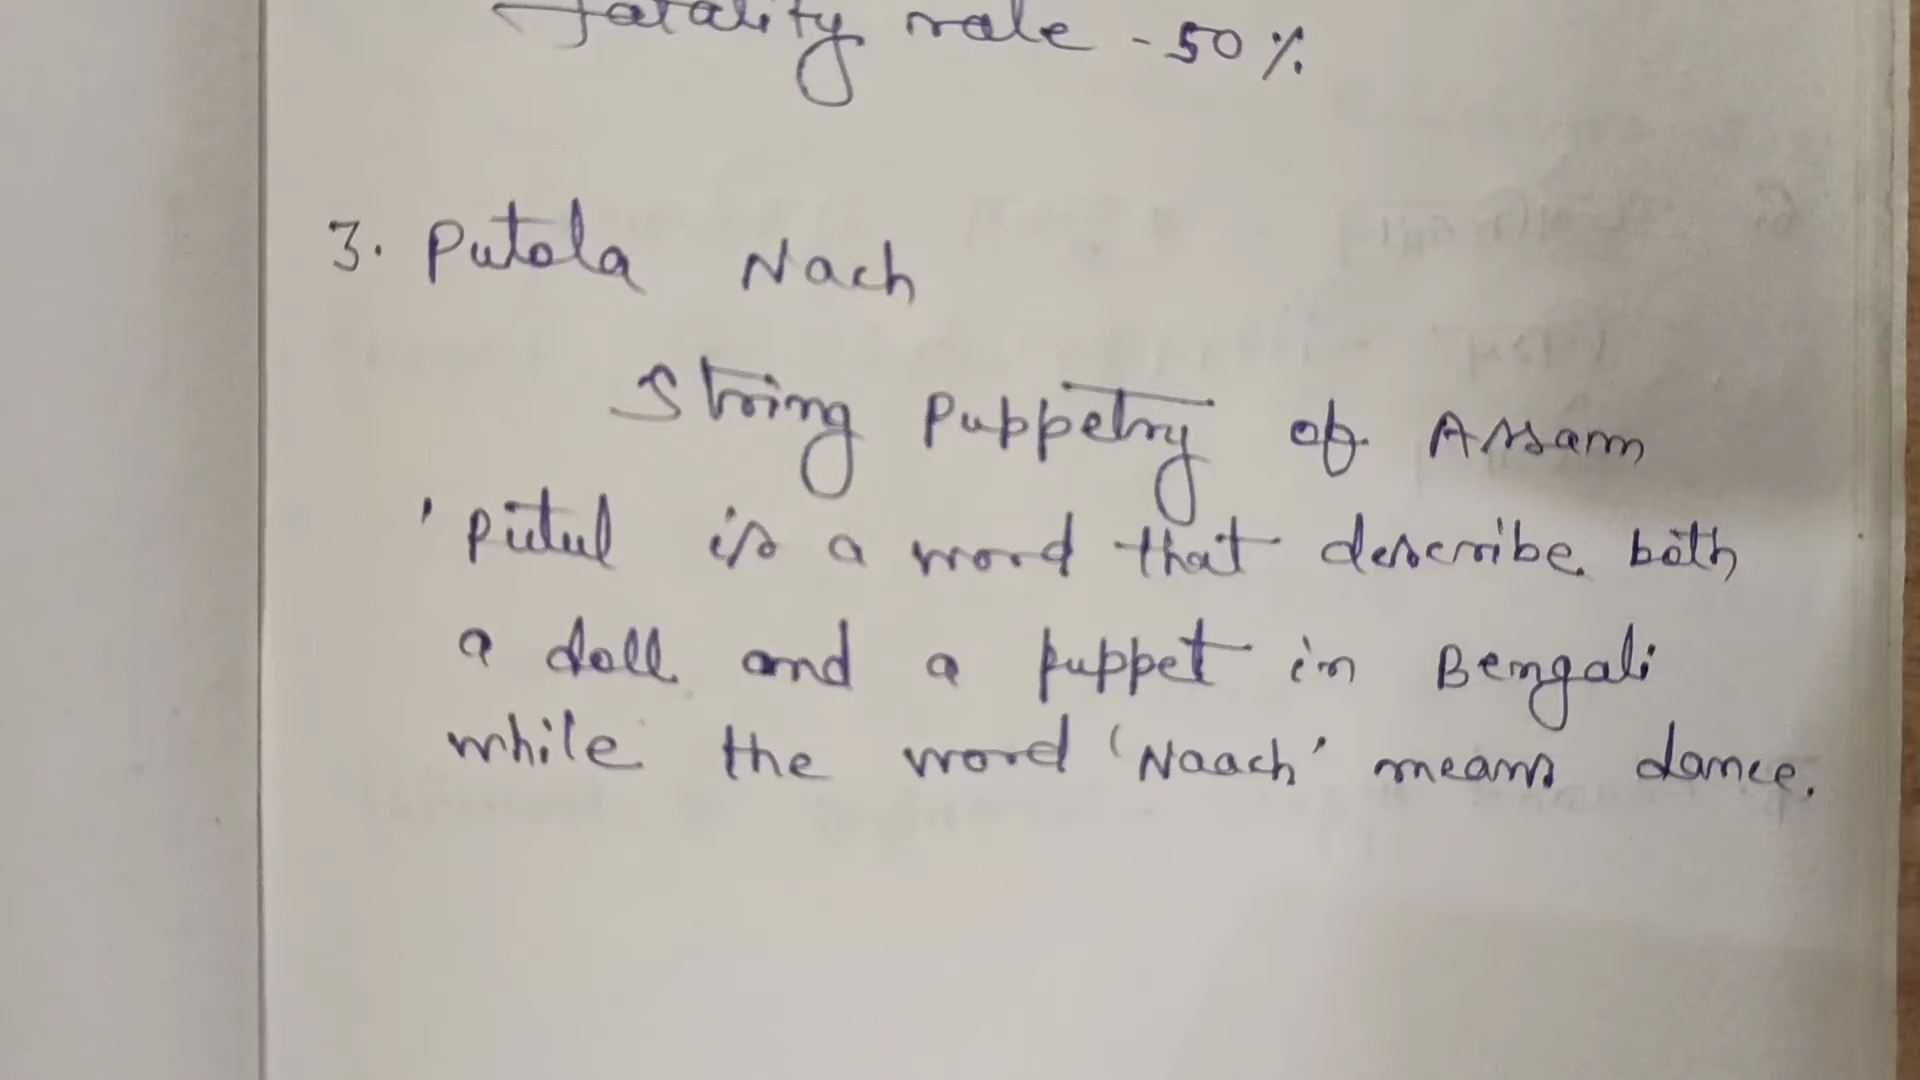 fatality rate - 50%
3. Putola Nach
String Puppetry of Assam
'Putul is a word that describe both
a doll and a puppet in Bengali
while the word 'Naach' means dance.